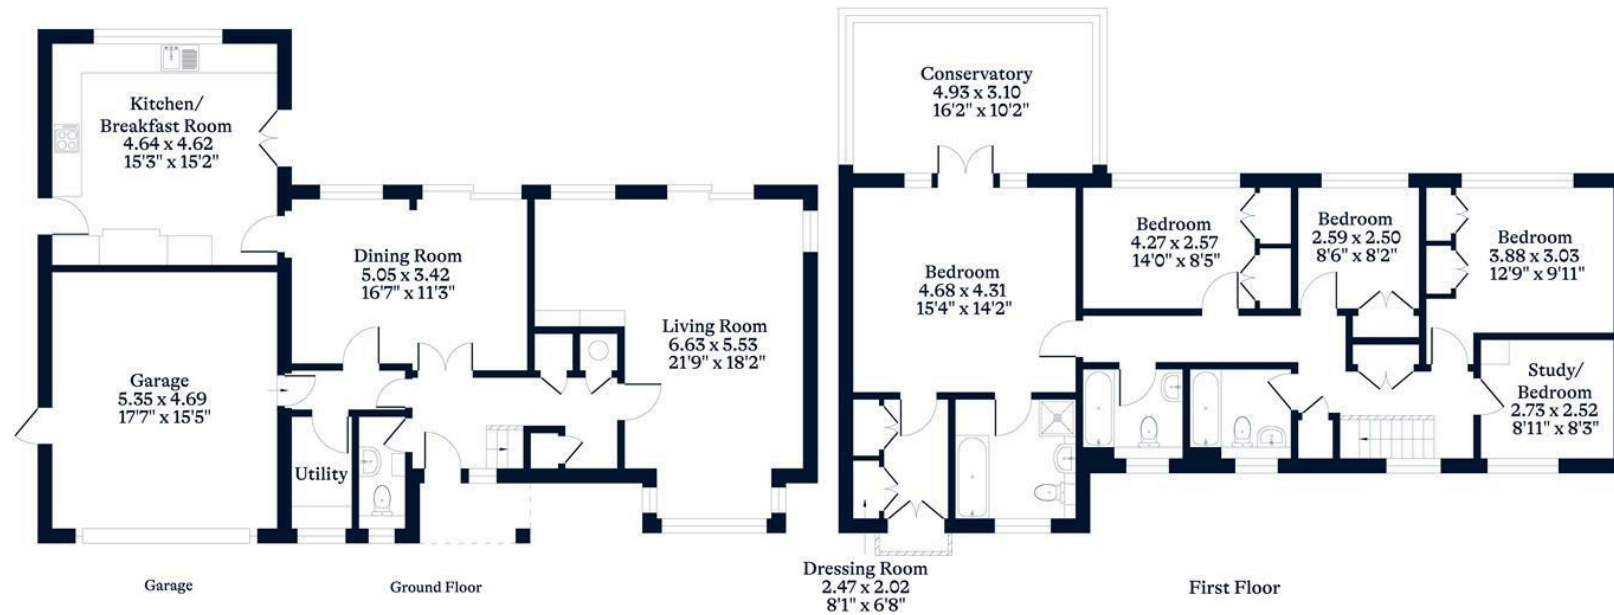 Kitchen/
Breakfast Room
4.64 x 4.62
15'3" x 15'2"
Dining Room
5.05 x 3.42
16'7" x 11'3"
Living Room
6.63 x 5.53
21'9" x 18'2"
Garage
5.35 x 4.69
17'7" x 15'5"
Utility
Garage
Ground Floor
Conservatory
4.93 x 3.10
16'2" x 10'2"
Bedroom
4.68 x 4.31
15'4" x 14'2"
Bedroom
4.27 x 2.57
14'0" x 8'5"
Bedroom
2.59 x 2.50
8'6" x 8'2"
Bedroom
3.88 x 3.03
12'9" x 9'11"
Study/
Bedroom
2.73 x 2.52
8'11" x 8'3"
Dressing Room
2.47 x 2.02
8'1" x 6'8"
First Floor